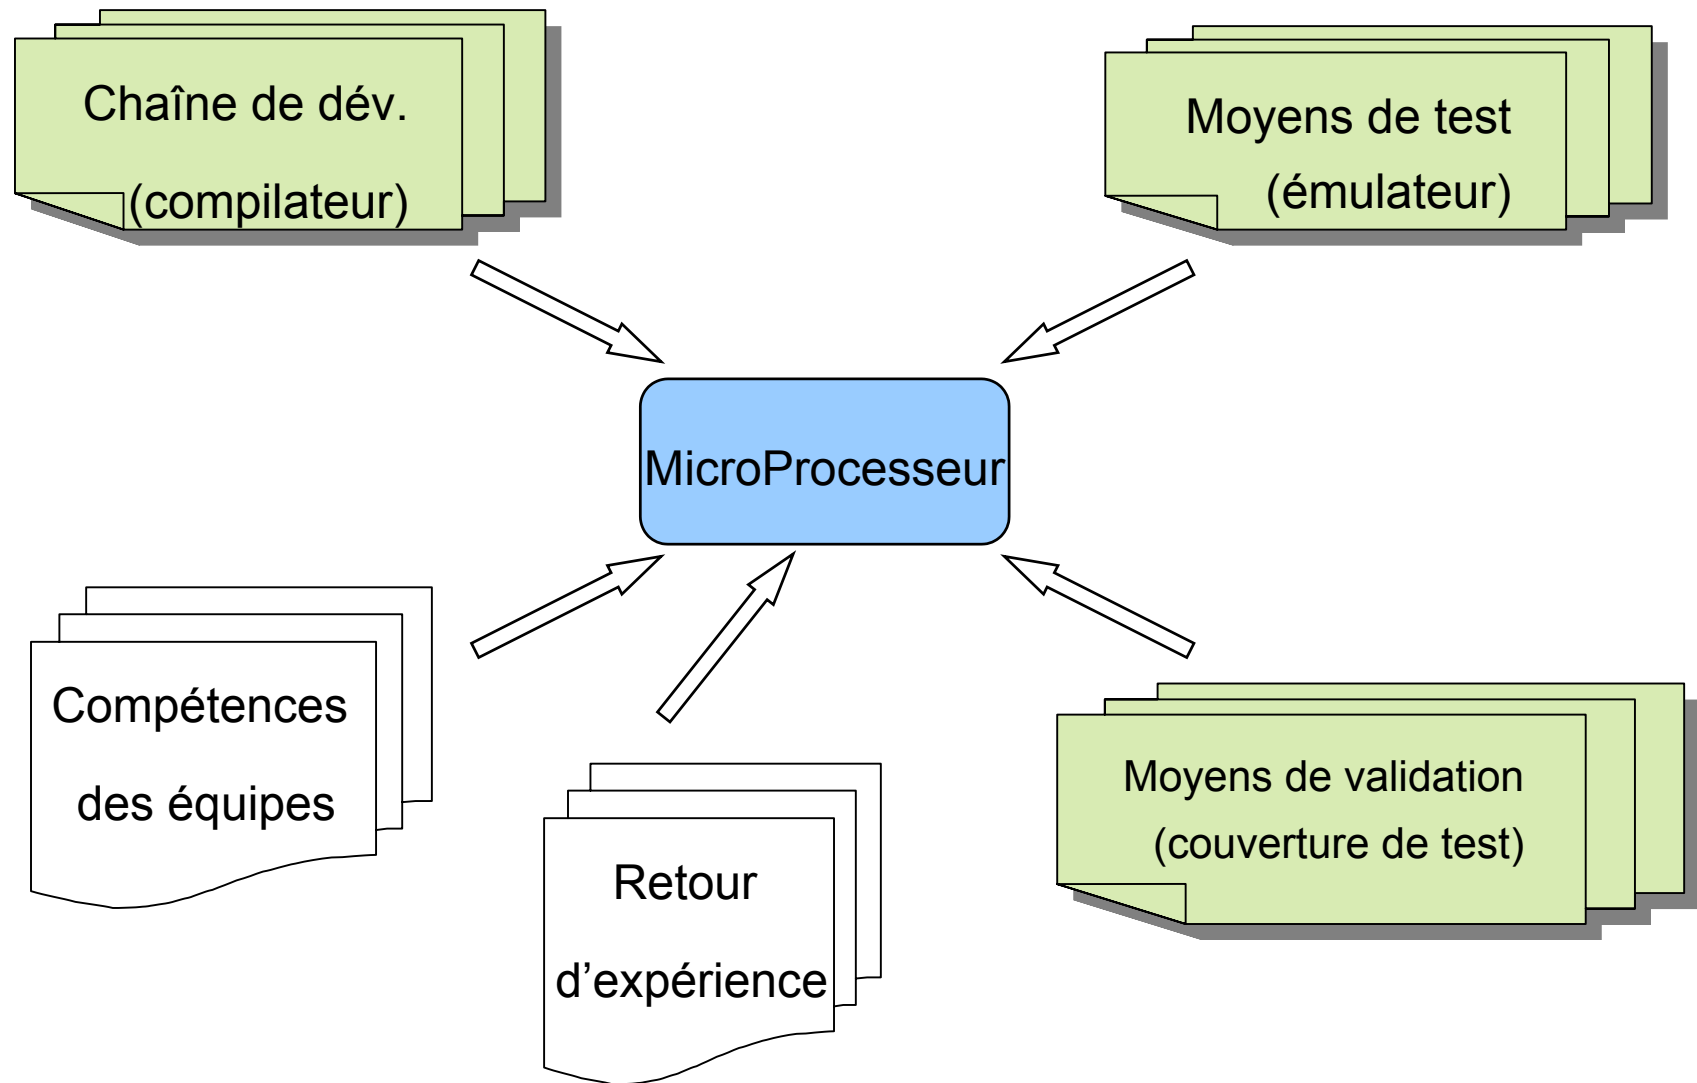 Chaîne de dév.
(compilateur)
Moyens de test
(émulateur)
MicroProcesseur
Compétences
des équipes
Retour
d’expérience
Moyens de validation
(couverture de test)